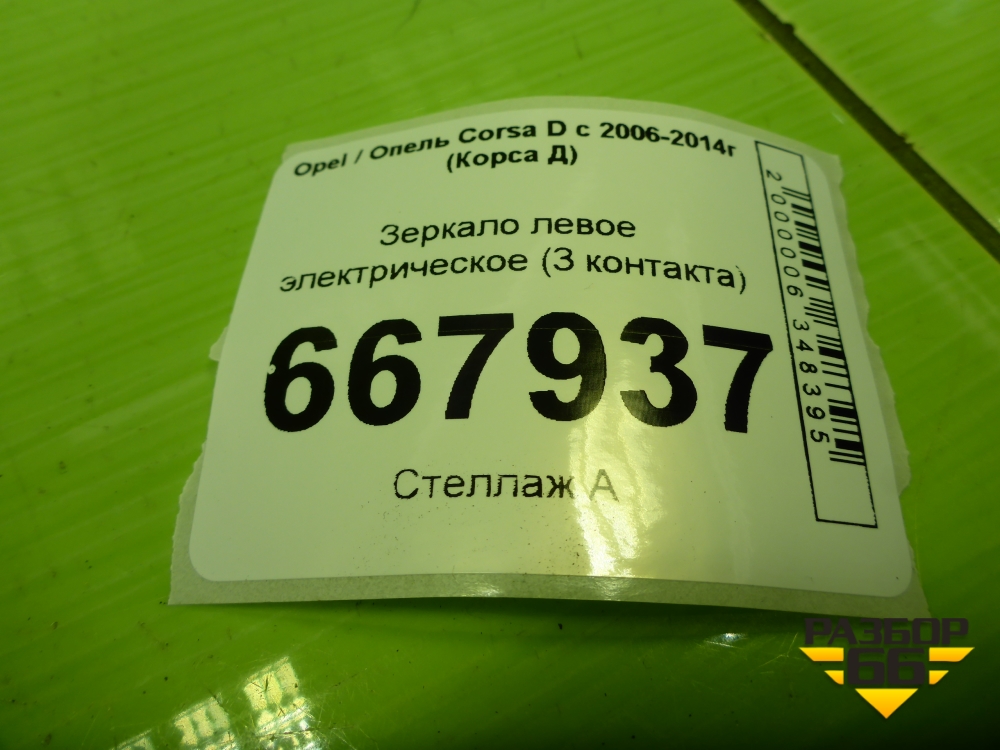 Opel / Опель Corsa D с 2006-2014г
(Корса Д)
Зеркало левое
электрическое (3 контакта)
667937
Стеллаж А
2000006348395
РАЗБОР
66